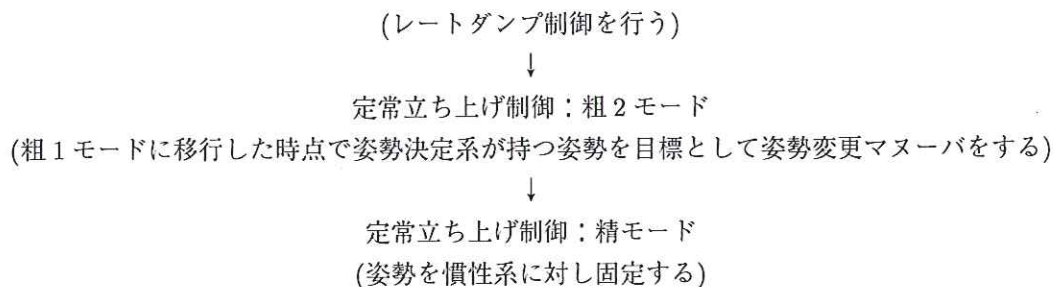 (レートダンプ制御を行う)
↓
定常立ち上げ制御：粗2モード
(粗1モードに移行した時点で姿勢決定系が持つ姿勢を目標として姿勢変更マヌーバをする)
↓
定常立ち上げ制御：精モード
(姿勢を慣性系に対し固定する)